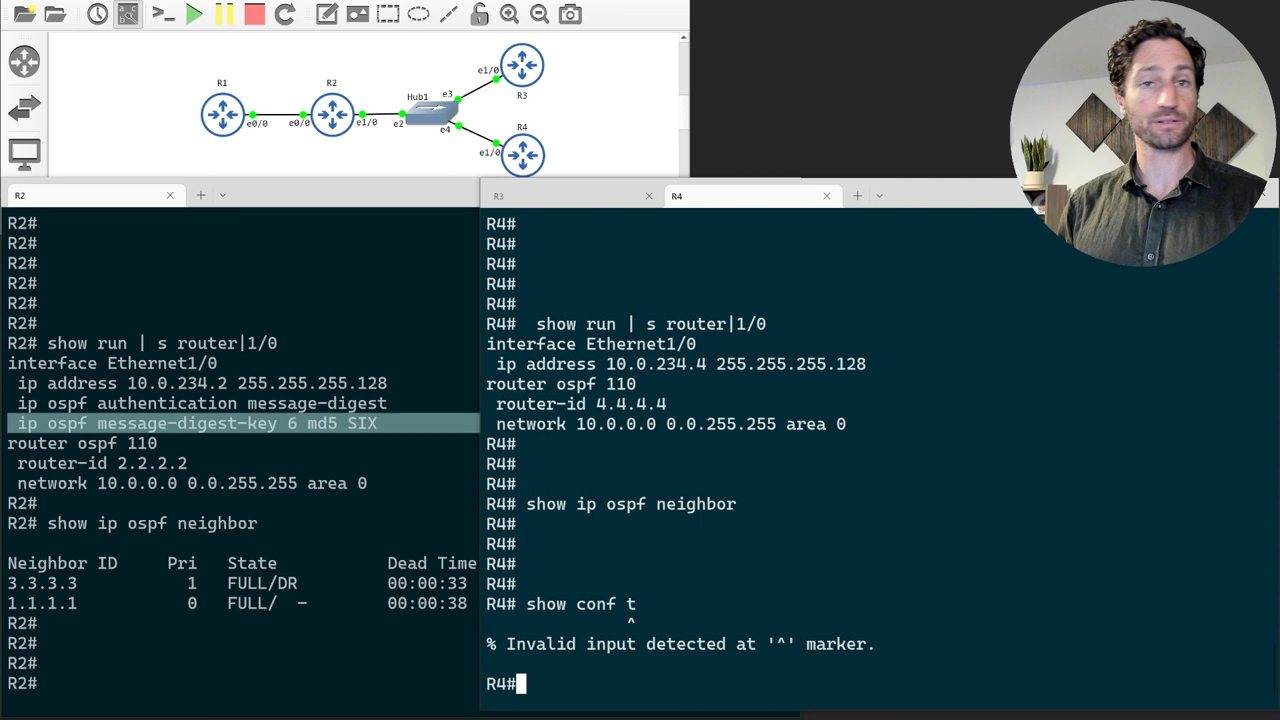 R1
R2
e0/0
e0/0
e1/0
e2
Hub1
e3
e4
e1/0
R3
R4
e1/0
R2
R2#
R2#
R2#
R2#
R2#
R2#
R2# show run | s router|1/0
interface Ethernet1/0
 ip address 10.0.234.2 255.255.255.128
 ip ospf authentication message-digest
 ip ospf message-digest-key 6 md5 SIX
router ospf 110
 router-id 2.2.2.2
 network 10.0.0.0 0.0.255.255 area 0
R2#
R2# show ip ospf neighbor
Neighbor ID     Pri   State           Dead Time
3.3.3.3           1   FULL/DR         00:00:33
1.1.1.1           0   FULL/  -        00:00:38
R2#
R2#
R2#
R2#
R3
R4
R4#
R4#
R4#
R4#
R4#
R4#  show run | s router|1/0
interface Ethernet1/0
 ip address 10.0.234.4 255.255.255.128
router ospf 110
 router-id 4.4.4.4
 network 10.0.0.0 0.0.255.255 area 0
R4#
R4#
R4#
R4# show ip ospf neighbor
R4#
R4#
R4#
R4#
R4# show conf t
^
% Invalid input detected at '^' marker.
R4#